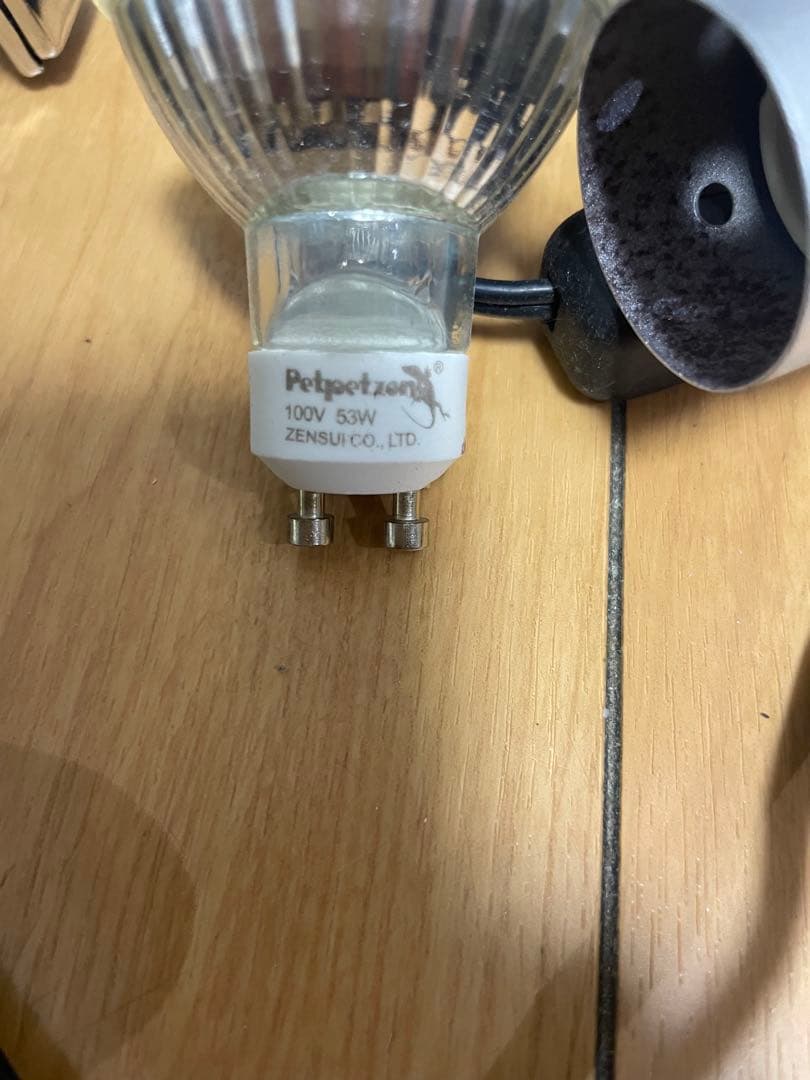 Petpetzone®
100V 53W
ZENSUI CO., LTD.